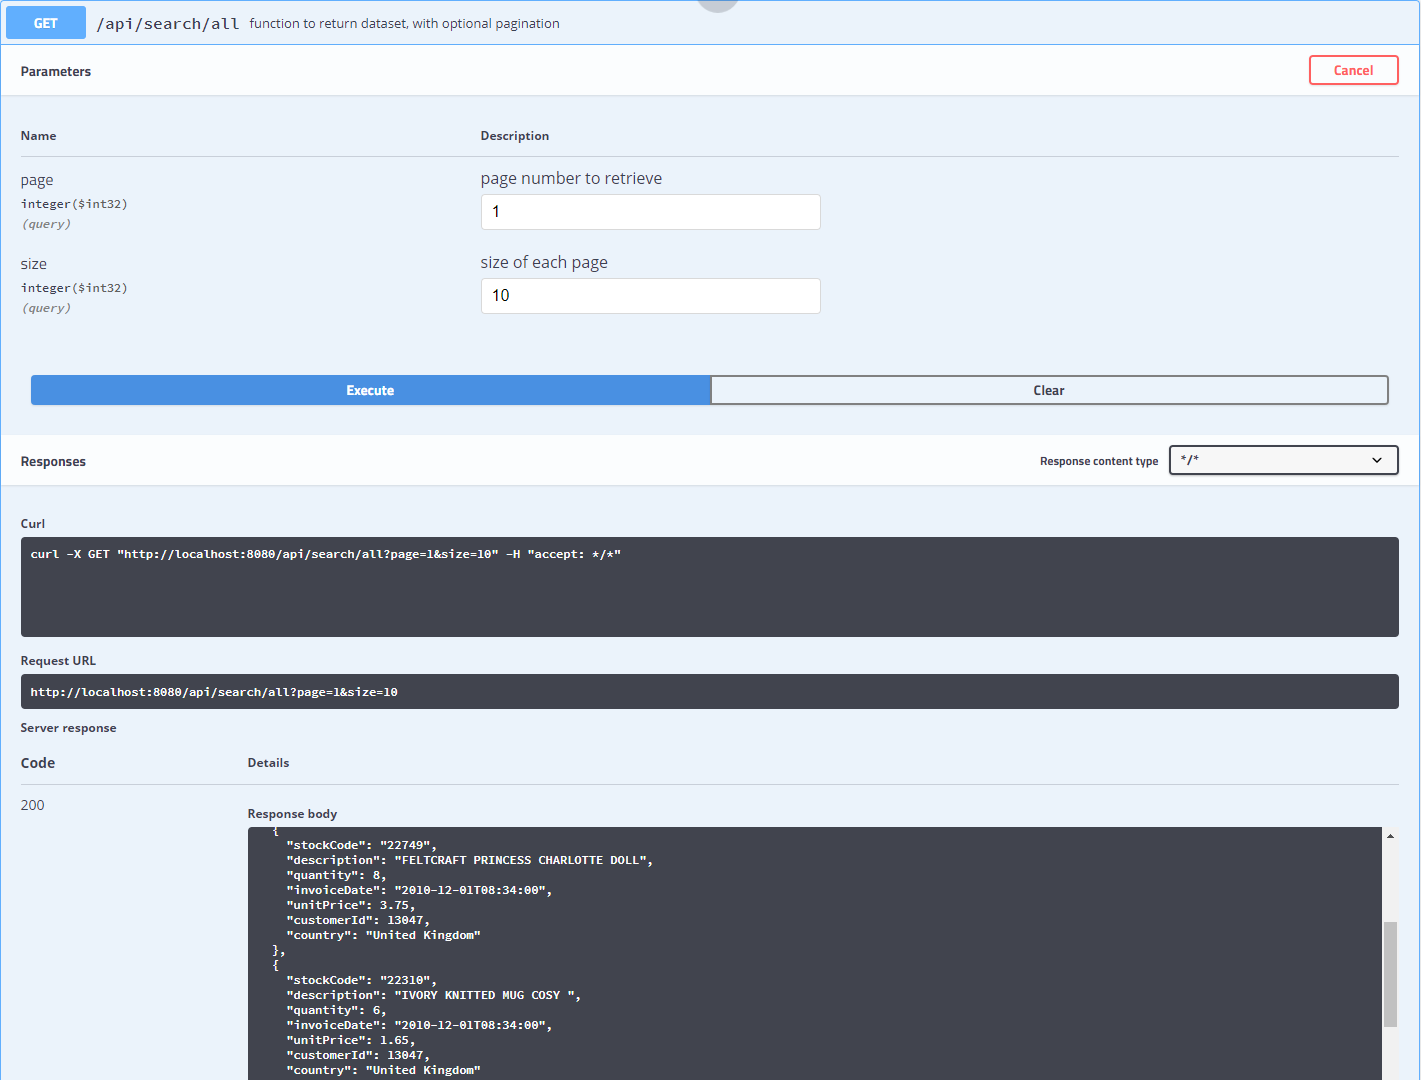 GET /api/search/all function to return dataset, with optional pagination
Parameters Cancel
Name Description
page page number to retrieve
integer($int32) 1
(query)
size size of each page
integer($int32) 10
(query)
Execute Clear
Responses Response content type */*
Curl
curl -X GET "http://localhost:8080/api/search/all?page=1&size=10" -H "accept: */*"
Request URL
http://localhost:8080/api/search/all?page=1&size=10
Server response
Code Details
200
Response body
{
"stockCode": "22749",
"description": "FELTCRAFT PRINCESS CHARLOTTE DOLL",
"quantity": 8,
"invoiceDate": "2010-12-01T08:34:00",
"unitPrice": 3.75,
"customerId": 13047,
"country": "United Kingdom"
},
{
"stockCode": "22310",
"description": "IVORY KNITTED MUG COSY ",
"quantity": 6,
"invoiceDate": "2010-12-01T08:34:00",
"unitPrice": 1.65,
"customerId": 13047,
"country": "United Kingdom"